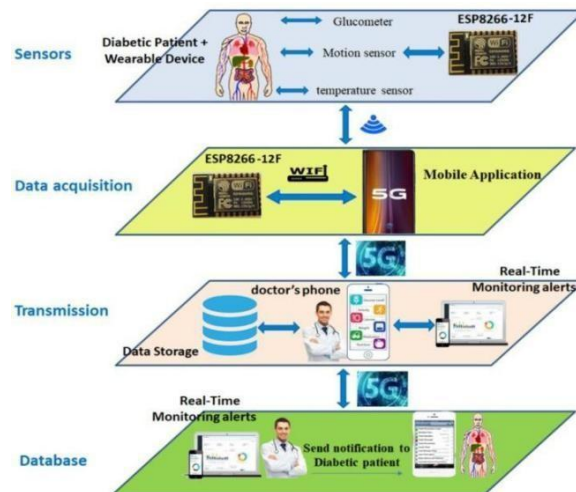 Sensors
Diabetic Patient +
Wearable Device
Glucometer
Motion sensor
temperature sensor
ESP8266-12F
WiFi
Data acquisition
ESP8266-12F
WiFi
WIFI
5G
Mobile Application
5G
Transmission
Data Storage
doctor's phone
Real-Time
Monitoring alerts
5G
Database
Real-Time
Monitoring alerts
Send notification to
Diabetic patient